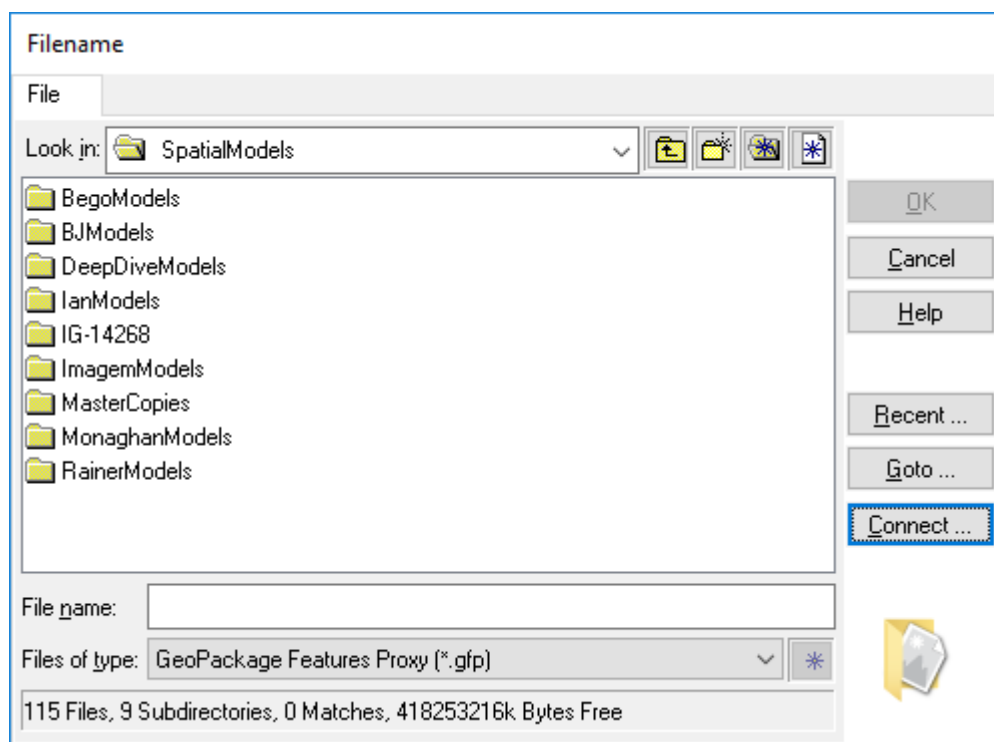 Filename
File
Look in: SpatialModels
BegoModels
BJModels
DeepDiveModels
IanModels
IG-14268
ImagemModels
MasterCopies
MonaghanModels
RainerModels
OK
Cancel
Help
Recent ...
Goto ...
Connect ...
File name:
Files of type: GeoPackage Features Proxy (*.gfp)
115 Files, 9 Subdirectories, 0 Matches, 418253216k Bytes Free